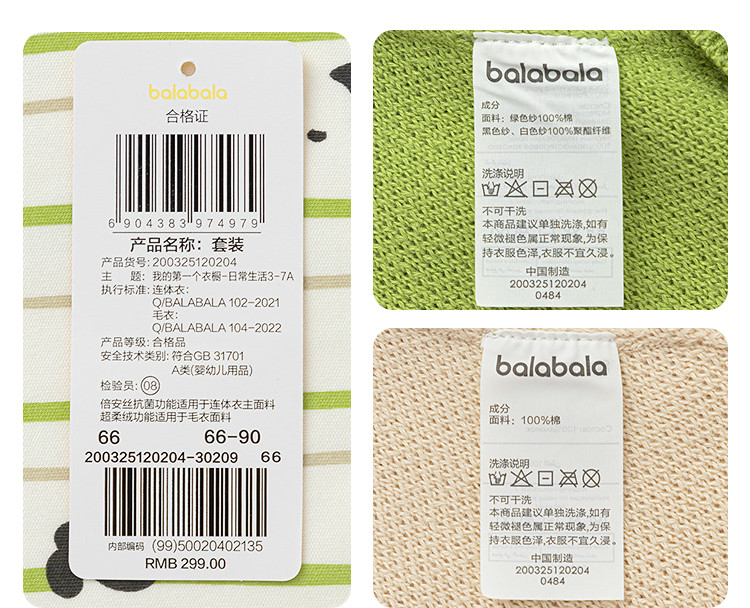 balabala
合格证
6 904383 974979
产品名称：套装
产品货号: 200325120204
主 题: 我的第一个衣橱-日常生活3-7A
执行标准: 连体衣:
Q/BALABALA 102-2021
毛衣:
Q/BALABALA 104-2022
产品等级: 合格品
安全技术类别: 符合GB 31701
A类(婴幼儿用品)
检验员: 08
倍安丝抗菌功能适用于连体衣主面料
超柔绒功能适用于毛衣面料
66 66-90
200325120204-30209 66
内部编码 (99)50020402135
RMB 299.00
balabala
成分
面料：绿色纱100%棉
黑色纱、白色纱100%聚酯纤维
洗涤说明
不可干洗
本商品建议单独洗涤,如有
轻微褪色属正常现象,为保
持衣服色泽,衣服不宜久浸。
中国制造
200325120204
0484
balabala
成分
面料：100%棉
洗涤说明
不可干洗
本商品建议单独洗涤,如有
轻微褪色属正常现象,为保
持衣服色泽,衣服不宜久浸。
中国制造
200325120204
0484